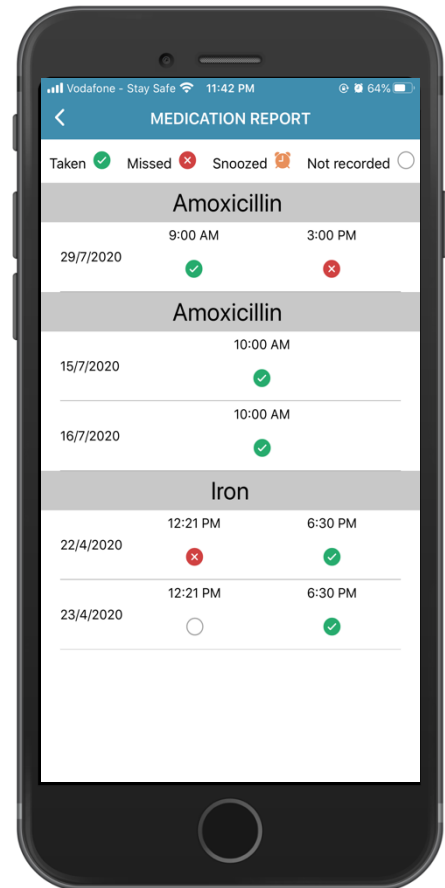 Vodafone - Stay Safe 11:42 PM 64%
MEDICATION REPORT
Taken Missed Snoozed Not recorded
Amoxicillin
9:00 AM 3:00 PM
29/7/2020
Amoxicillin
10:00 AM
15/7/2020
10:00 AM
16/7/2020
Iron
12:21 PM 6:30 PM
22/4/2020
12:21 PM 6:30 PM
23/4/2020